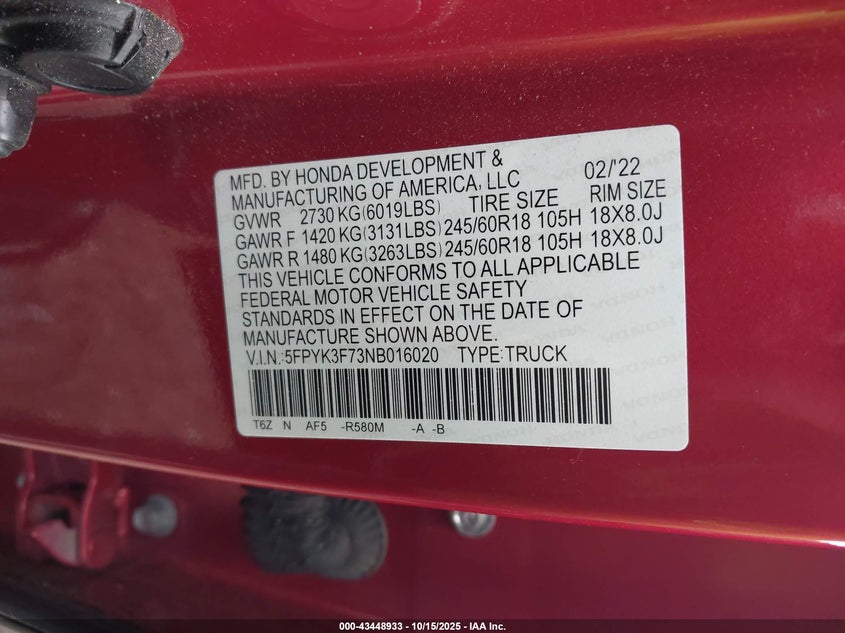 MFD. BY HONDA DEVELOPMENT &
MANUFACTURING OF AMERICA, LLC 02/'22
GVWR 2730 KG(6019LBS) TIRE SIZE RIM SIZE
GAWR F 1420 KG(3131LBS) 245/60R18 105H 18X8.0J
GAWR R 1480 KG(3263LBS) 245/60R18 105H 18X8.0J
THIS VEHICLE CONFORMS TO ALL APPLICABLE
FEDERAL MOTOR VEHICLE SAFETY
STANDARDS IN EFFECT ON THE DATE OF
MANUFACTURE SHOWN ABOVE.
V.I.N.:5FPYK3F73NB016020 TYPE:TRUCK
T6Z N AF5 -R580M -A -B
000-43448933 - 10/15/2025 - IAA Inc.